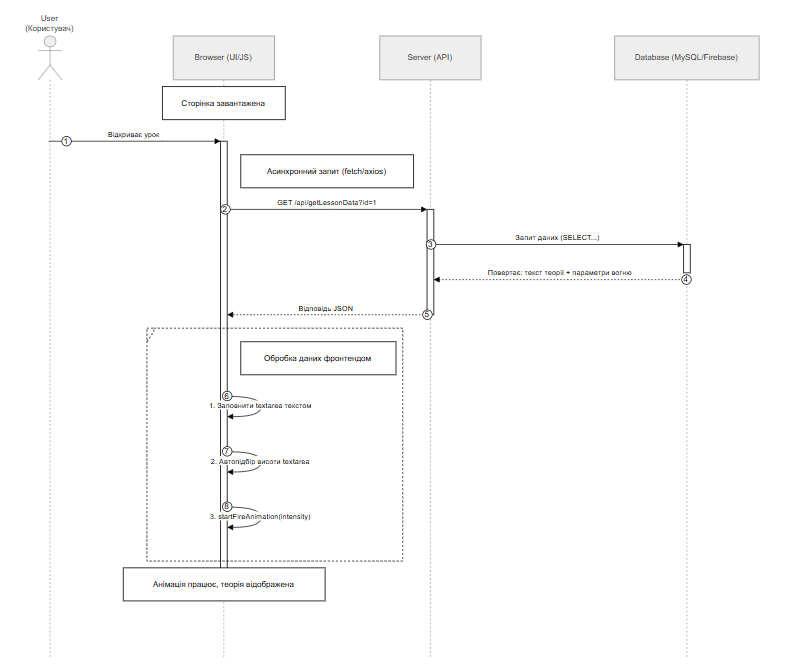 User
(Користувач)
Browser (UI/JS)
Server (API)
Database (MySQL/Firebase)
Сторінка завантажена
1
Відкриває урок
Асинхронний запит (fetch/axios)
2
GET /api/getLessonData?id=1
3
Запит даних (SELECT...)
Повертає: текст теорії + параметри вогню
4
Відповідь JSON
5
Обробка даних фронтендом
6
1. Заповнити textarea текстом
7
2. Автопідбір висоти textarea
8
3. startFireAnimation(intensity)
Анімація працює, теорія відображена